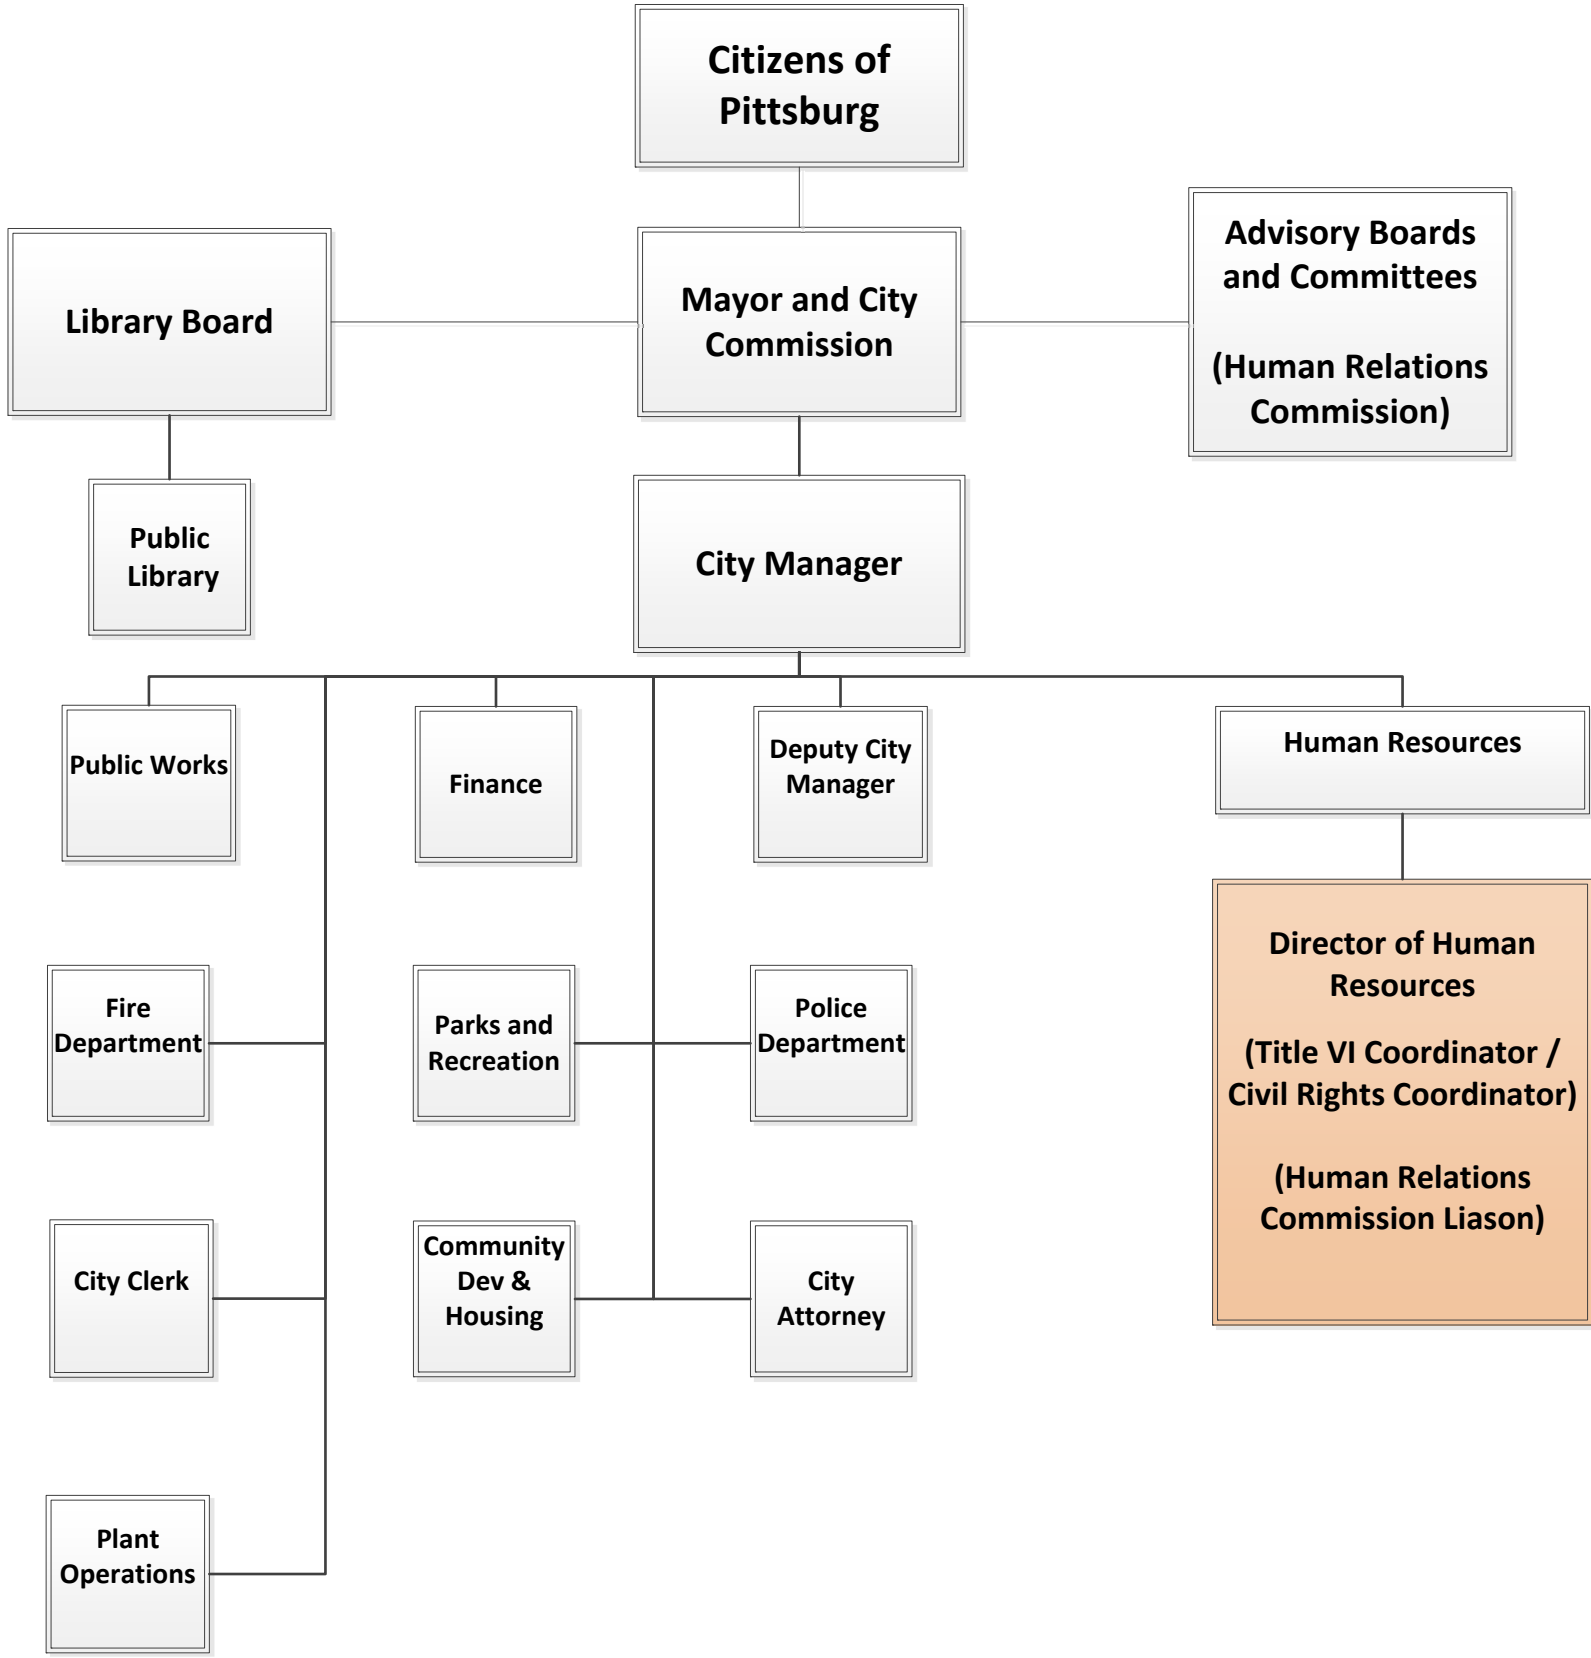 Citizens of
Pittsburg
Library Board
Mayor and City
Commission
Advisory Boards
and Committees
(Human Relations
Commission)
Public
Library
City Manager
Public Works
Finance
Deputy City
Manager
Human Resources
Fire
Department
Parks and
Recreation
Police
Department
Director of Human
Resources
(Title VI Coordinator /
Civil Rights Coordinator)
(Human Relations
Commission Liason)
City Clerk
Community
Dev &
Housing
City
Attorney
Plant
Operations